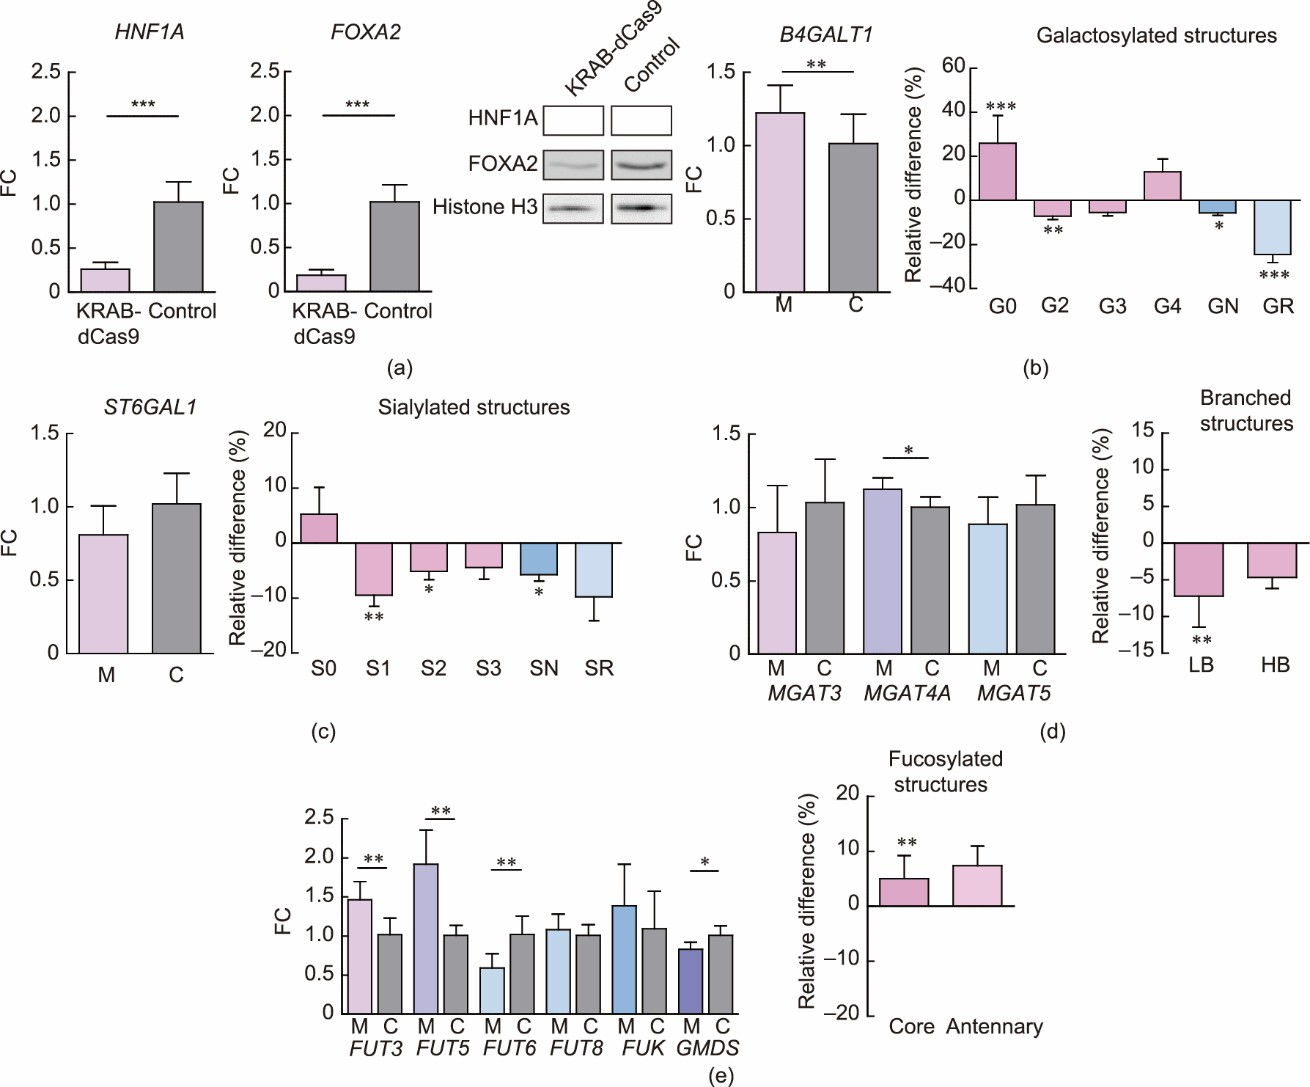 HNF1A
FC
2.5
2.0
1.5
1.0
0.5
0
***
KRAB- Control
dCas9
FOXA2
FC
2.5
2.0
1.5
1.0
0.5
0
***
KRAB- Control
dCas9
KRAB-dCas9
Control
HNF1A
FOXA2
Histone H3
(a)
B4GALT1
FC
1.5
1.0
0.5
0
**
M C
Galactosylated structures
Relative difference (%)
60
40
20
0
–20
–40
***
**
*
***
G0 G2 G3 G4 GN GR
(b)
ST6GAL1
FC
1.5
1.0
0.5
0
M C
Sialylated structures
Relative difference (%)
20
10
0
–10
–20
**
*
*
S0 S1 S2 S3 SN SR
(c)
FC
1.5
1.0
0.5
0
*
M C M C M C
MGAT3 MGAT4A MGAT5
Branched
structures
Relative difference (%)
15
10
5
0
–5
–10
–15
**
LB HB
(d)
FC
2.5
2.0
1.5
1.0
0.5
0
**
**
**
*
M C M C M C M C M C M C
FUT3 FUT5 FUT6 FUT8 FUK GMDS
Fucosylated
structures
Relative difference (%)
20
10
0
–10
–20
**
Core Antennary
(e)